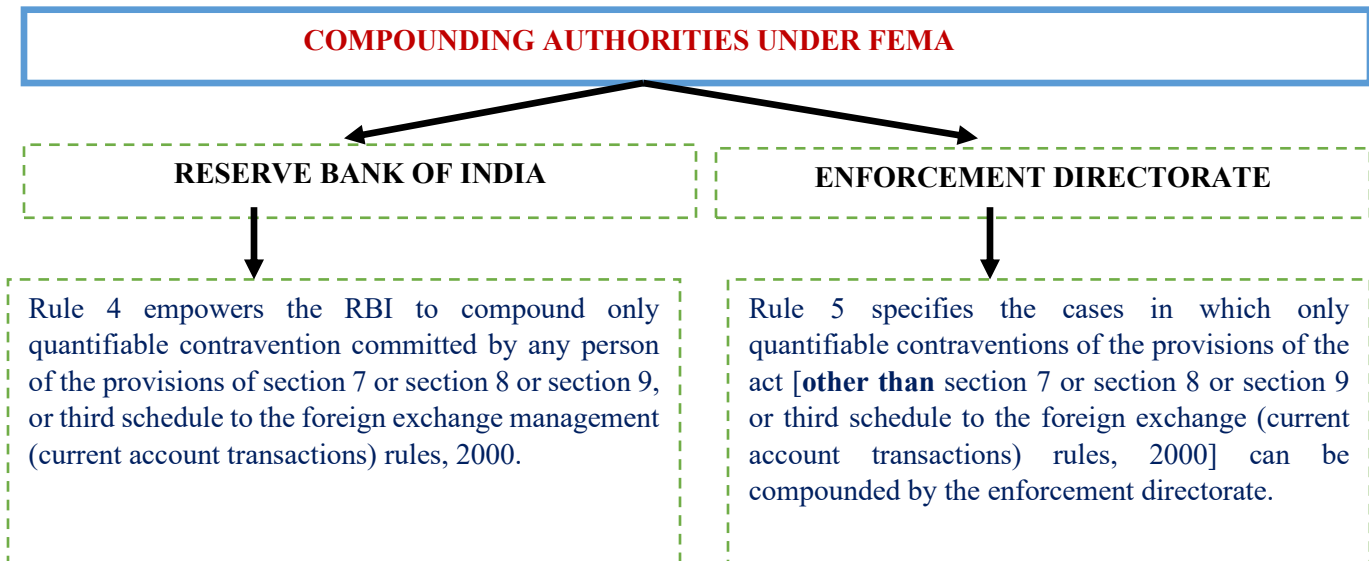 COMPOUNDING AUTHORITIES UNDER FEMA
RESERVE BANK OF INDIA
Rule 4 empowers the RBI to compound only
quantifiable contravention committed by any person
of the provisions of section 7 or section 8 or section 9,
or third schedule to the foreign exchange management
(current account transactions) rules, 2000.
ENFORCEMENT DIRECTORATE
Rule 5 specifies the cases in which only
quantifiable contraventions of the provisions of the
act [other than section 7 or section 8 or section 9
or third schedule to the foreign exchange (current
account transactions) rules, 2000] can be
compounded by the enforcement directorate.